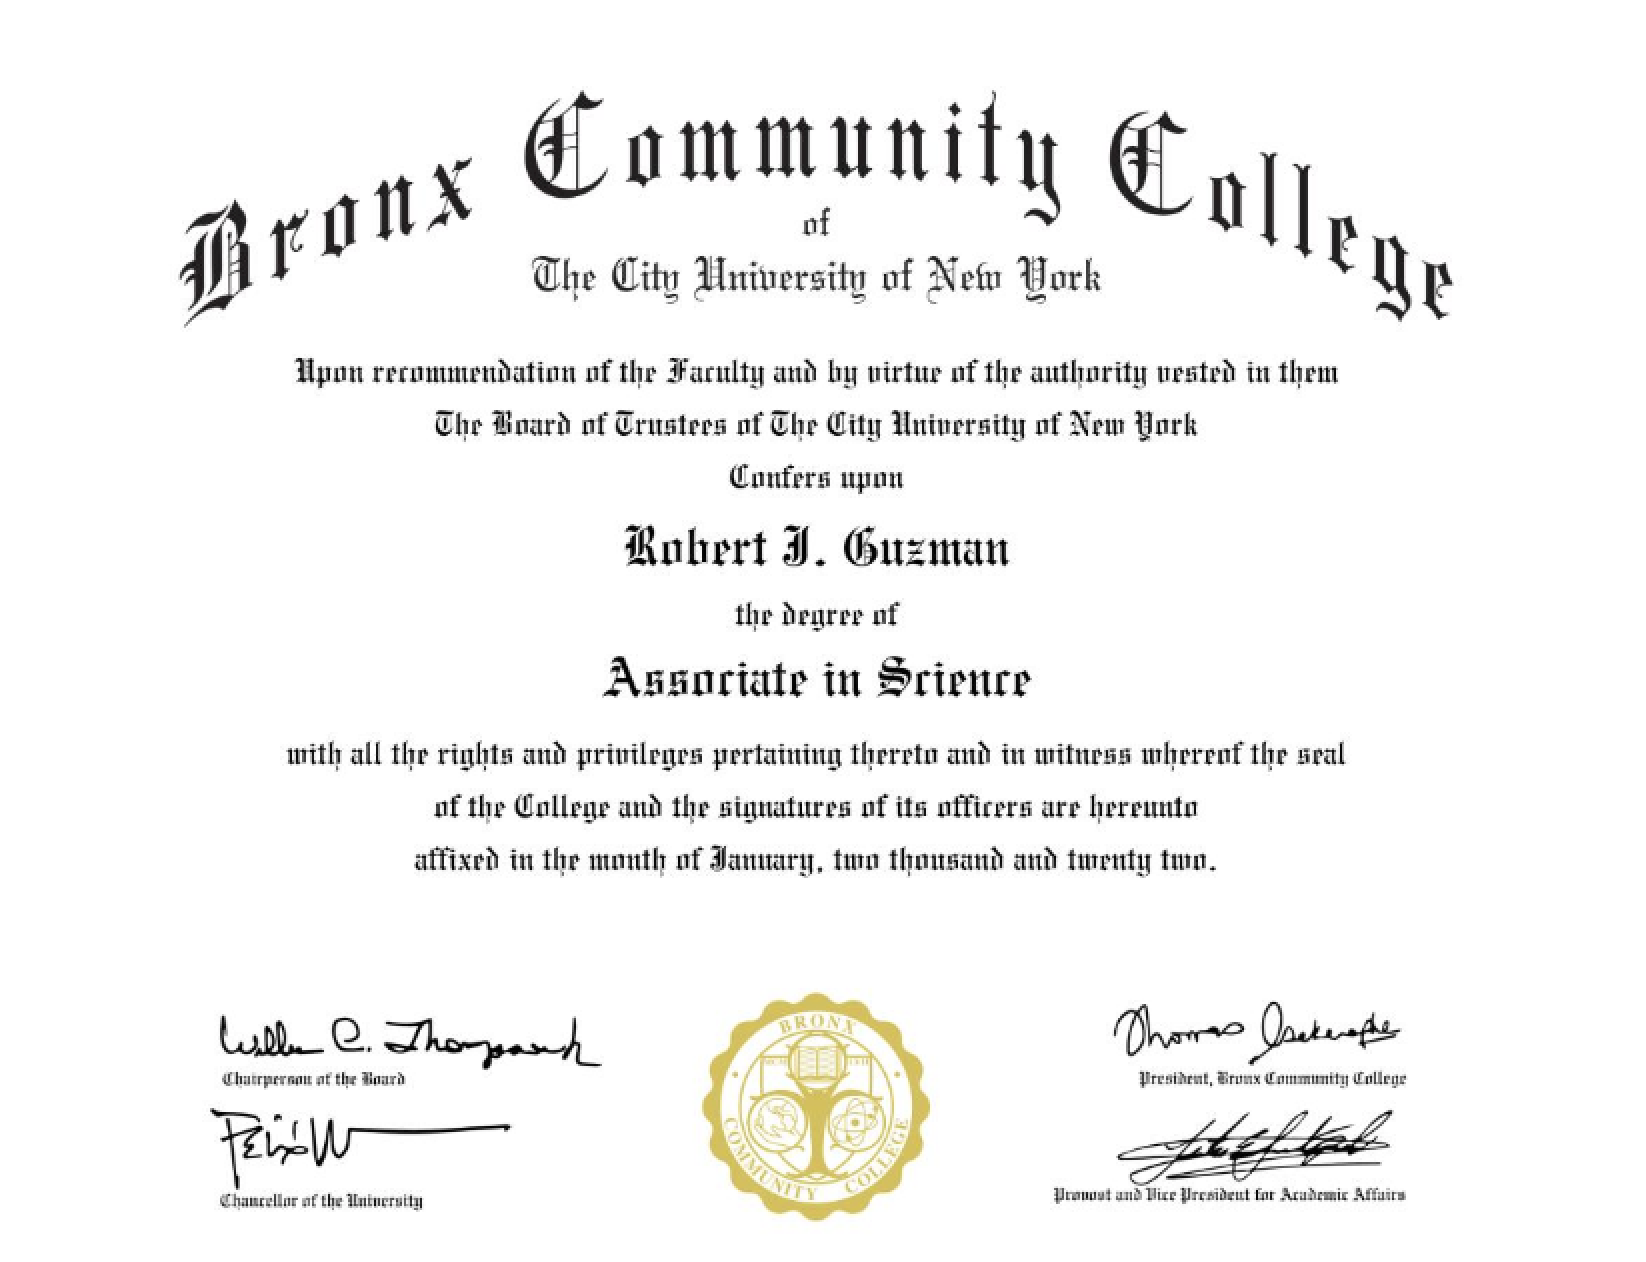 Bronx Community College
of
The City University of New York
Upon recommendation of the Faculty and by virtue of the authority vested in them
The Board of Trustees of The City University of New York
Confers upon
Robert J. Guzman
the degree of
Associate in Science
with all the rights and privileges pertaining thereto and in witness whereof the seal
of the College and the signatures of its officers are hereunto
affixed in the month of January, two thousand and twenty two.
William C. Thompson
Chairperson of the Board
Thomas
President, Bronx Community College
BRONX
COMMUNITY COLLEGE
Chancellor of the University
Provost and Vice President for Academic Affairs